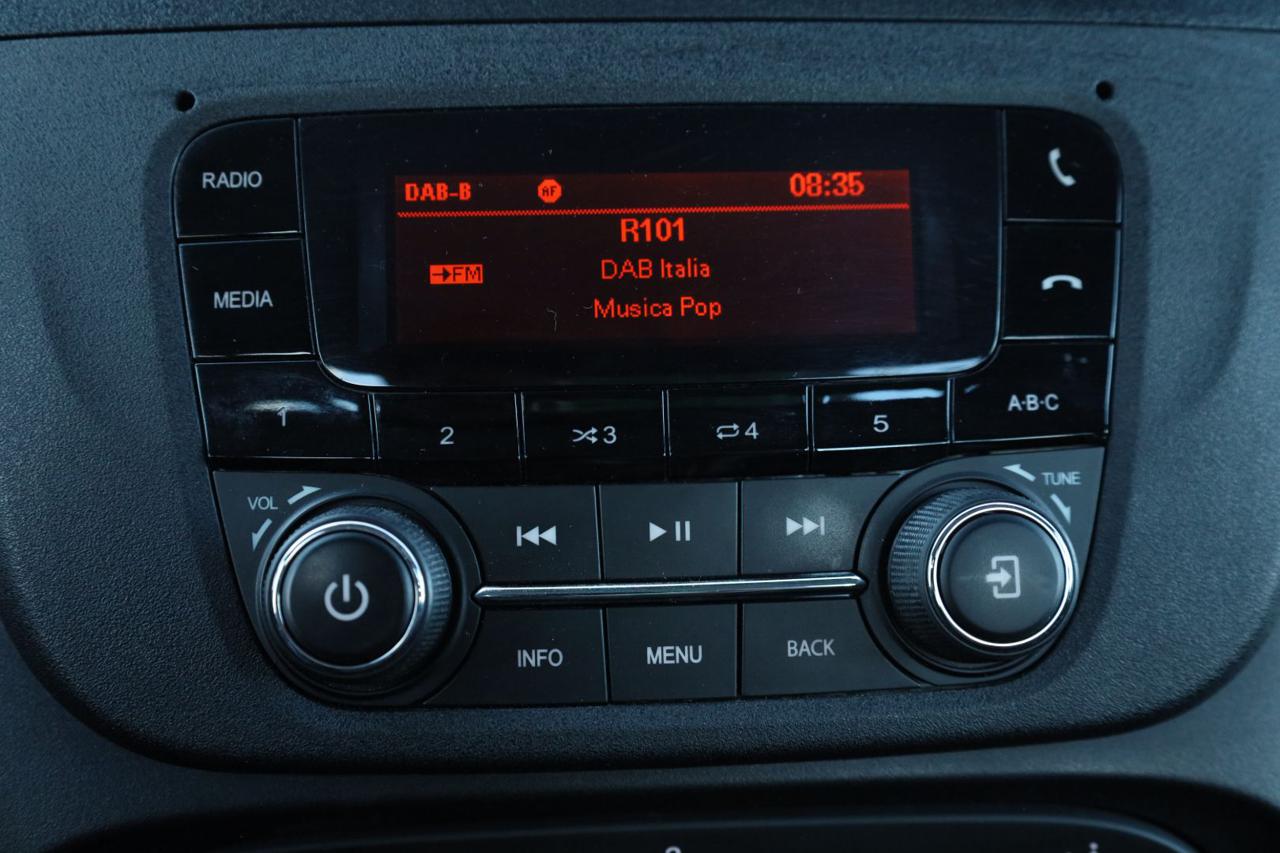 RADIO
DAB-B AF 08:35
R101
→FM DAB Italia
Musica Pop
MEDIA
1 2 3 4 5 A·B·C
VOL TUNE
INFO MENU BACK